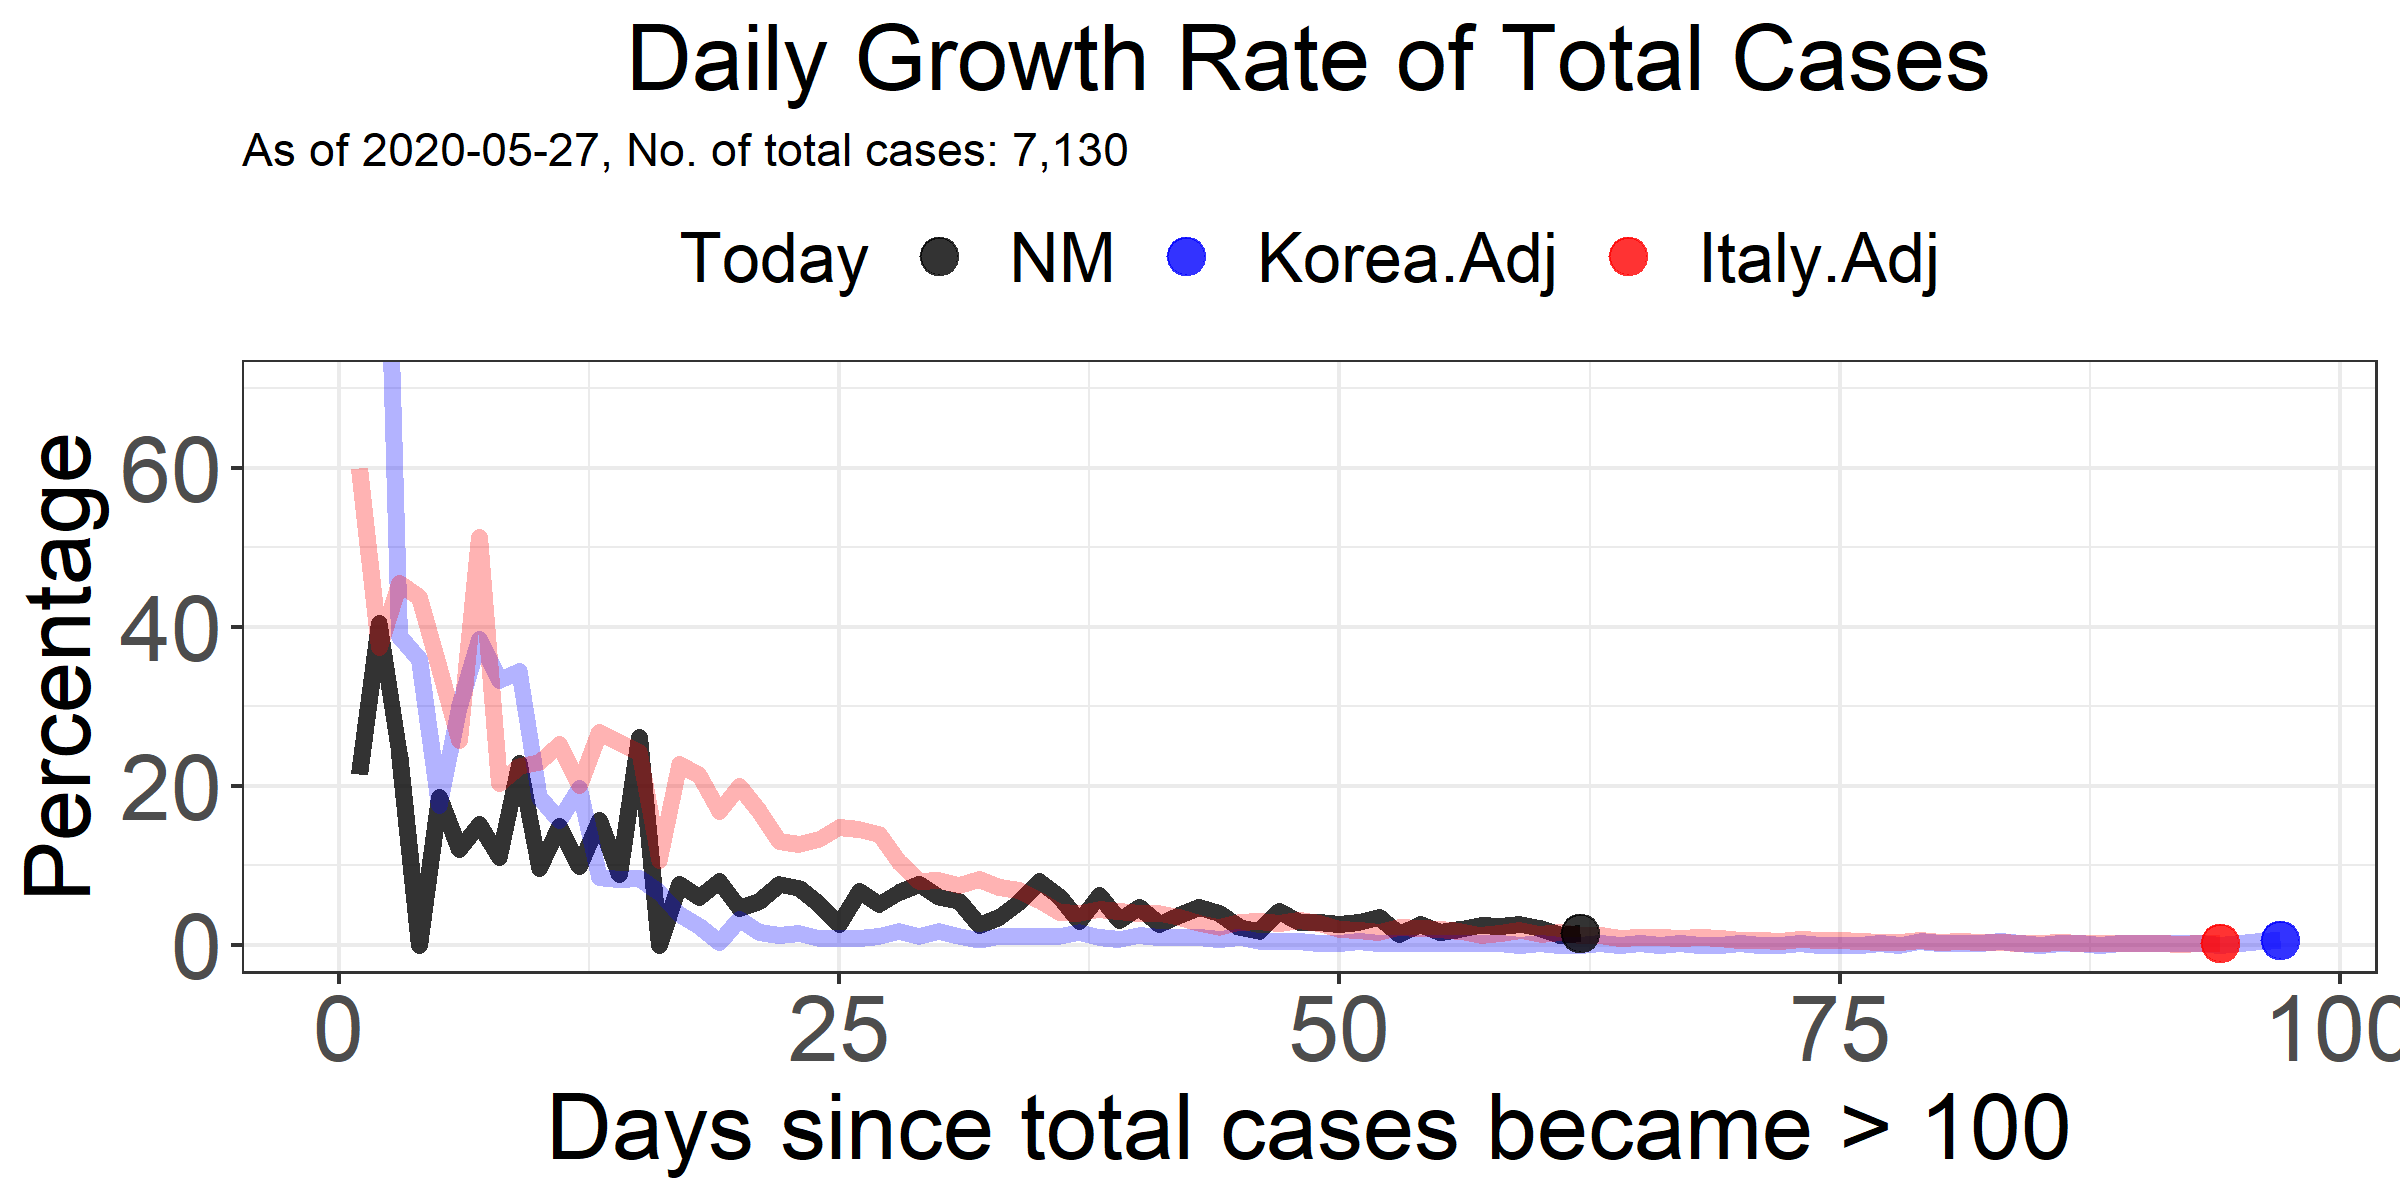 Daily Growth Rate of Total Cases
As of 2020-05-27, No. of total cases: 7,130
Today NM Korea.Adj Italy.Adj
Percentage
60
40
20
0
0 25 50 75 100
Days since total cases became > 100